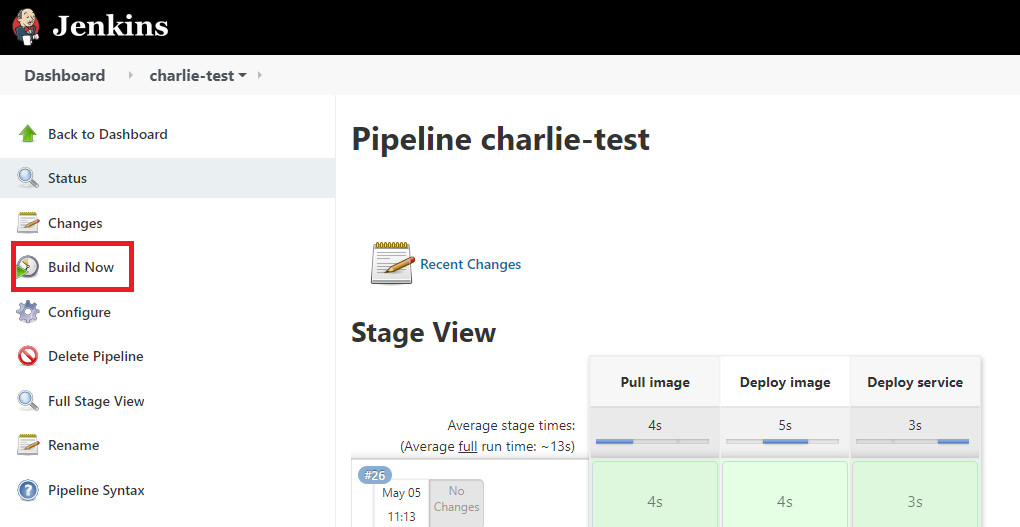 Jenkins
Dashboard charlie-test
Back to Dashboard
Status
Changes
Build Now
Configure
Delete Pipeline
Full Stage View
Rename
Pipeline Syntax
Pipeline charlie-test
Recent Changes
Stage View
Pull image Deploy image Deploy service
Average stage times: 4s 5s 3s
(Average full run time: ~13s)
#26
May 05 No
Changes
11:13
4s 4s 3s